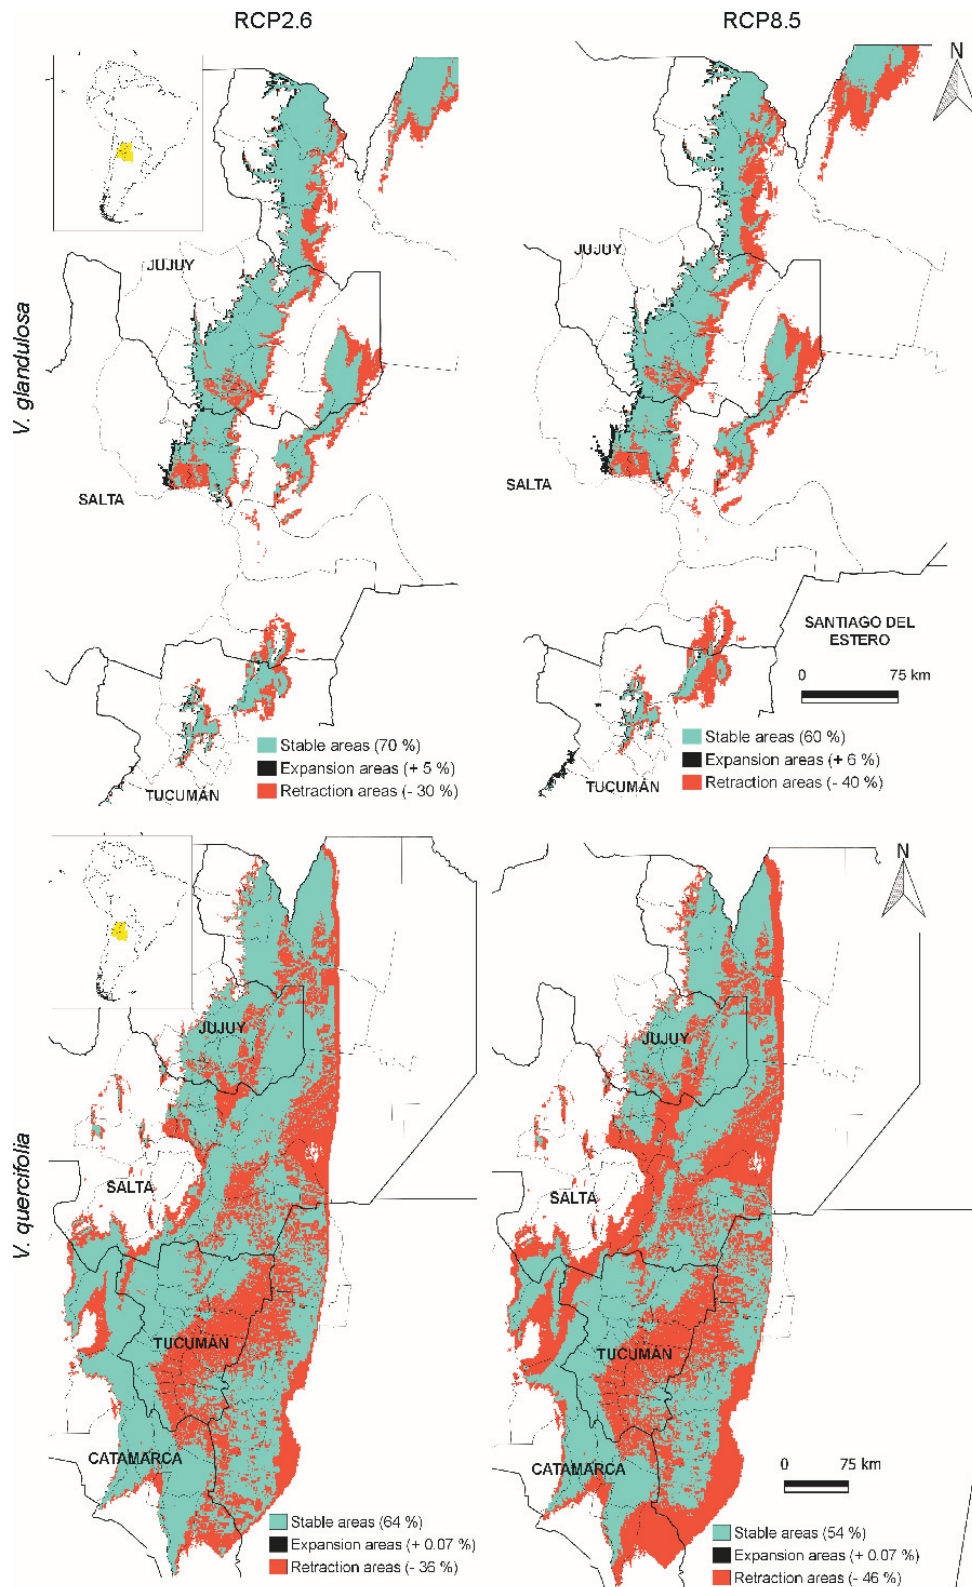 RCP2.6
RCP8.5
N
V. glandulosa
JUJUY
SALTA
TUCUMÁN
Stable areas (70 %)
Expansion areas (+ 5 %)
Retraction areas (- 30 %)
JUJUY
SALTA
SANTIAGO DEL
ESTERO
0 75 km
TUCUMÁN
Stable areas (60 %)
Expansion areas (+ 6 %)
Retraction areas (- 40 %)
V. quercifolia
JUJUY
SALTA
TUCUMÁN
CATAMARCA
Stable areas (64 %)
Expansion areas (+ 0.07 %)
Retraction areas (- 36 %)
N
JUJUY
SALTA
TUCUMÁN
CATAMARCA
0 75 km
Stable areas (54 %)
Expansion areas (+ 0.07 %)
Retraction areas (- 46 %)